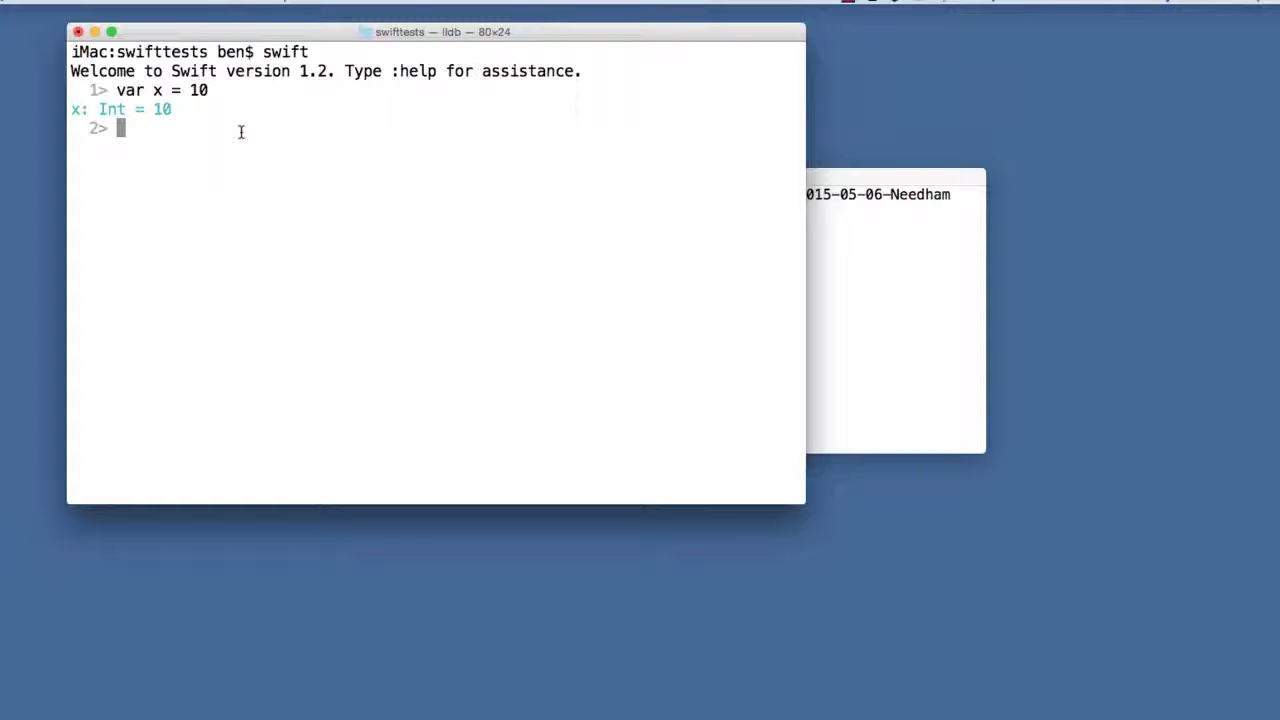 swifttests — lldb — 80×24
iMac:swifttests ben$ swift
Welcome to Swift version 1.2. Type :help for assistance.
1> var x = 10
x: Int = 10
2>
015-05-06-Needham